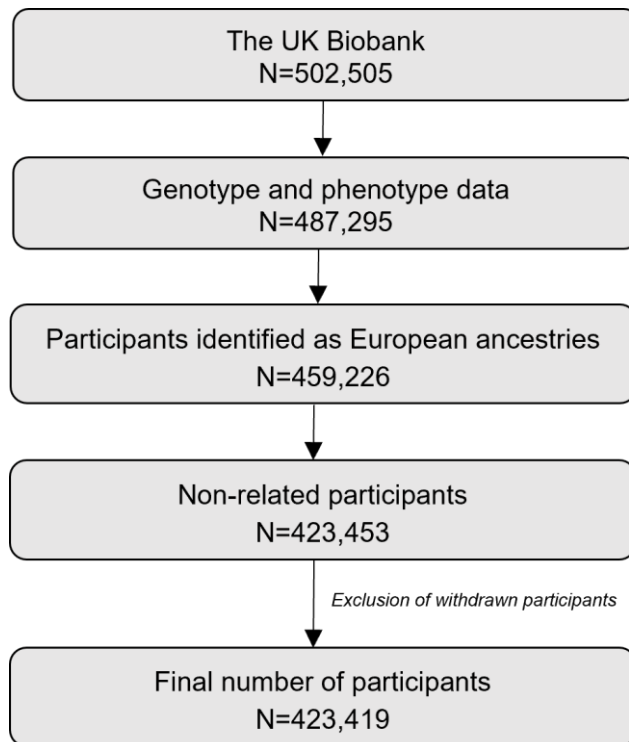 The UK Biobank
N=502,505
Genotype and phenotype data
N=487,295
Participants identified as European ancestries
N=459,226
Non-related participants
N=423,453
Exclusion of withdrawn participants
Final number of participants
N=423,419